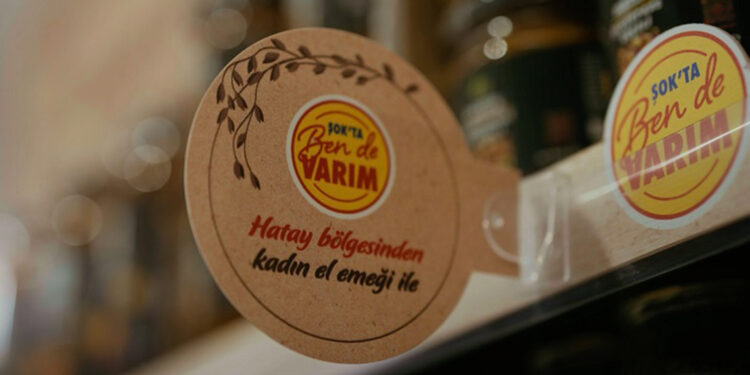 ŞOK'TA
Ben de
VARIM
Hatay bölgesinden
kadın el emeği ile
ŞOK'TA
Ben de
VARIM